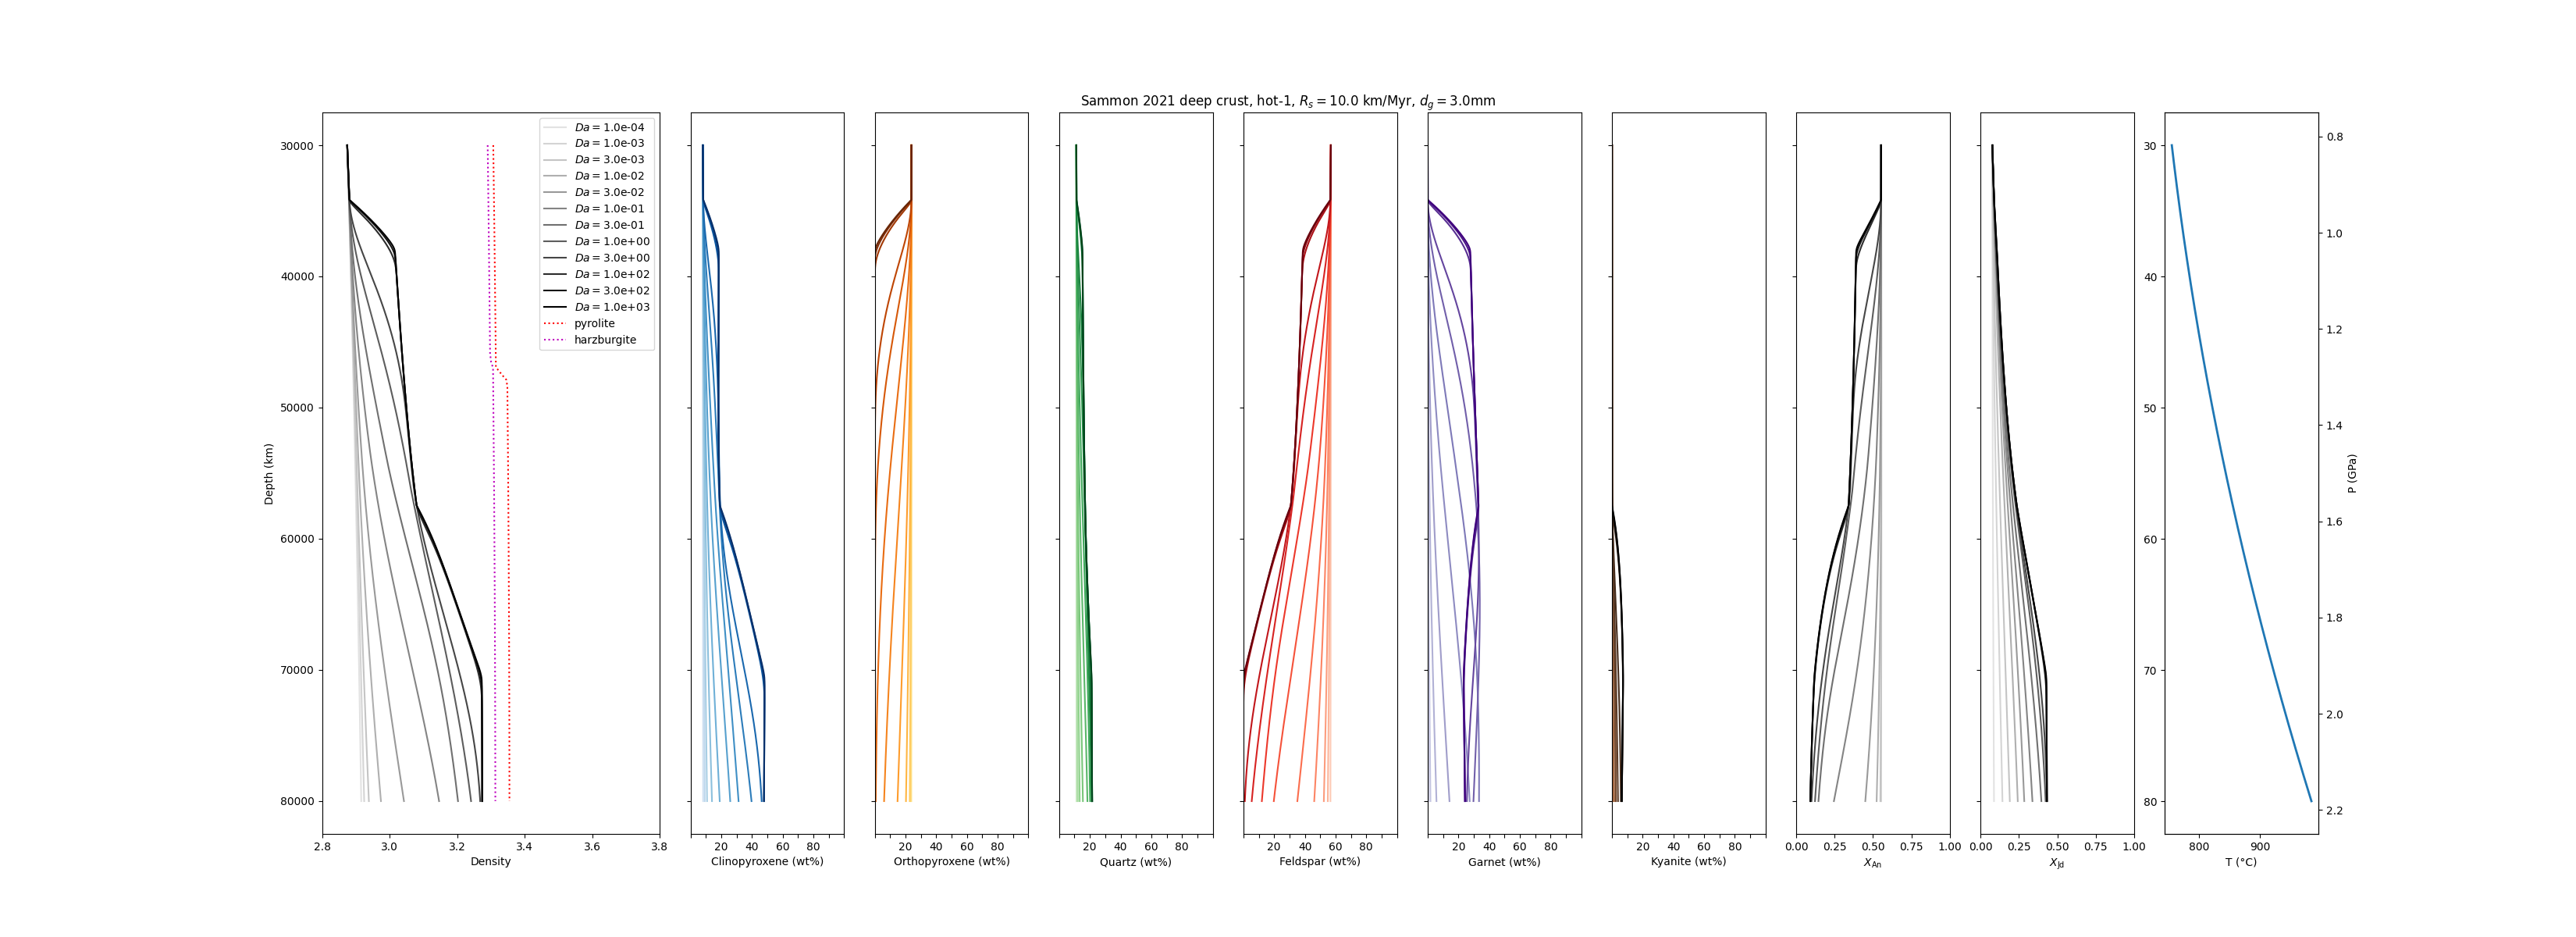 Sammon 2021 deep crust, hot-1, R_s = 10.0 km/Myr, d_g = 3.0mm
Da = 1.0e-04
Da = 1.0e-03
Da = 3.0e-03
Da = 1.0e-02
Da = 3.0e-02
Da = 1.0e-01
Da = 3.0e-01
Da = 1.0e+00
Da = 3.0e+00
Da = 1.0e+02
Da = 3.0e+02
Da = 1.0e+03
pyrolite
harzburgite
30000
40000
50000
60000
70000
80000
Depth (km)
2.8 3.0 3.2 3.4 3.6 3.8
Density
20 40 60 80
Clinopyroxene (wt%)
20 40 60 80
Orthopyroxene (wt%)
20 40 60 80
Quartz (wt%)
20 40 60 80
Feldspar (wt%)
20 40 60 80
Garnet (wt%)
20 40 60 80
Kyanite (wt%)
0.00 0.25 0.50 0.75 1.00
X_An
0.00 0.25 0.50 0.75 1.00
X_Jd
30
40
50
60
70
80
800 900
T (°C)
0.8
1.0
1.2
1.4
1.6
1.8
2.0
2.2
P (GPa)